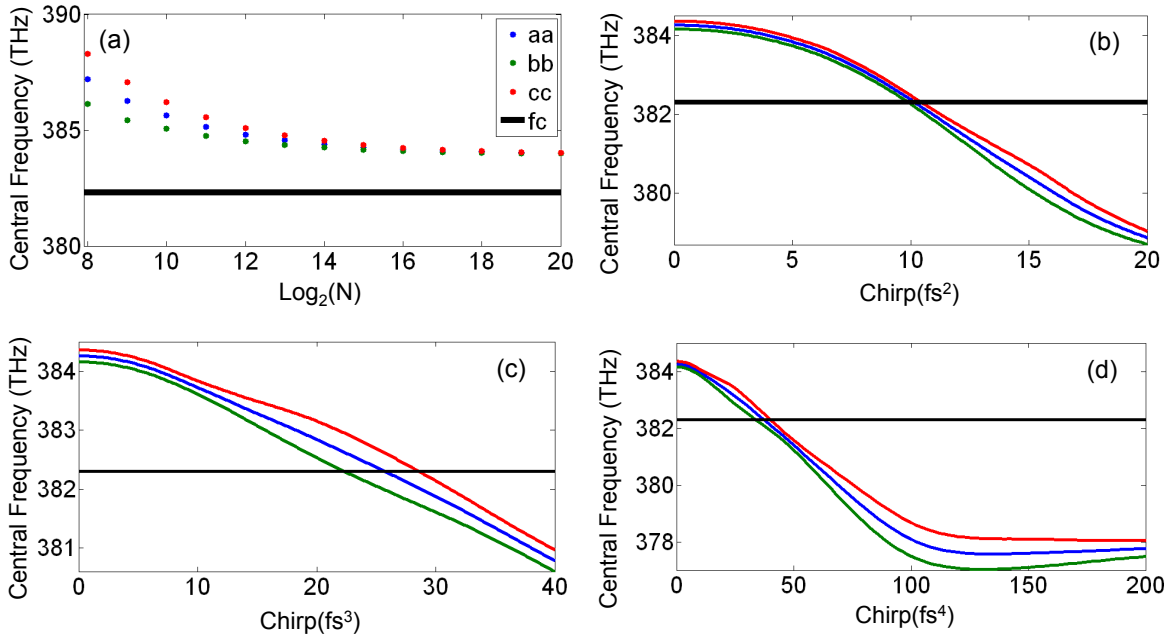 (a)
Central Frequency (THz)
390
385
380
8 10 12 14 16 18 20
Log₂(N)
aa
bb
cc
fc
(b)
Central Frequency (THz)
384
382
380
0 5 10 15 20
Chirp(fs²)
(c)
Central Frequency (THz)
384
383
382
381
0 10 20 30 40
Chirp(fs³)
(d)
Central Frequency (THz)
384
382
380
378
0 50 100 150 200
Chirp(fs⁴)